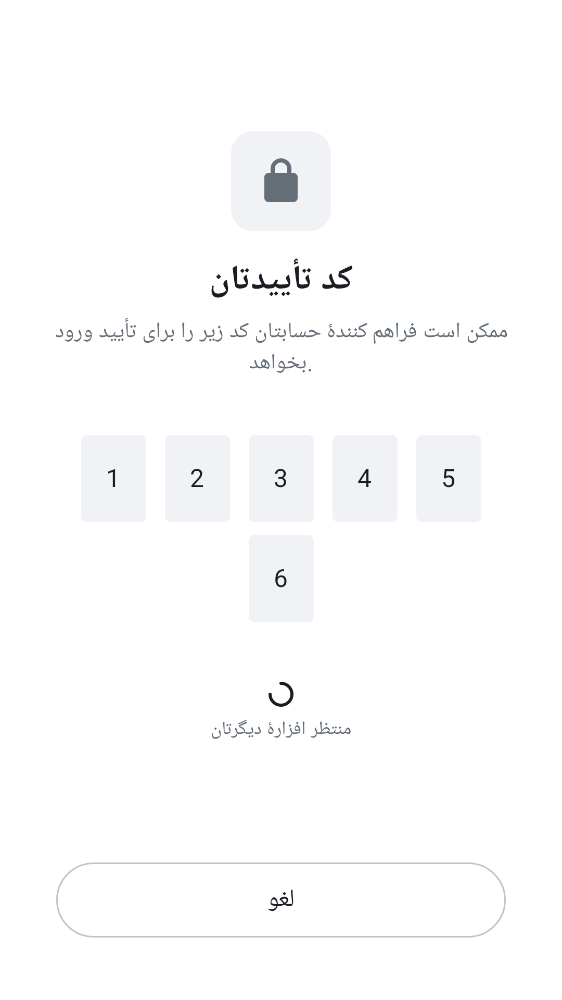 کد تأییدتان
ممکن است فراهم کنندهٔ حسابتان کد زیر را برای تأیید ورود
بخواهد.
1 2 3 4 5
6
منتظر افزارهٔ دیگرتان
لغو